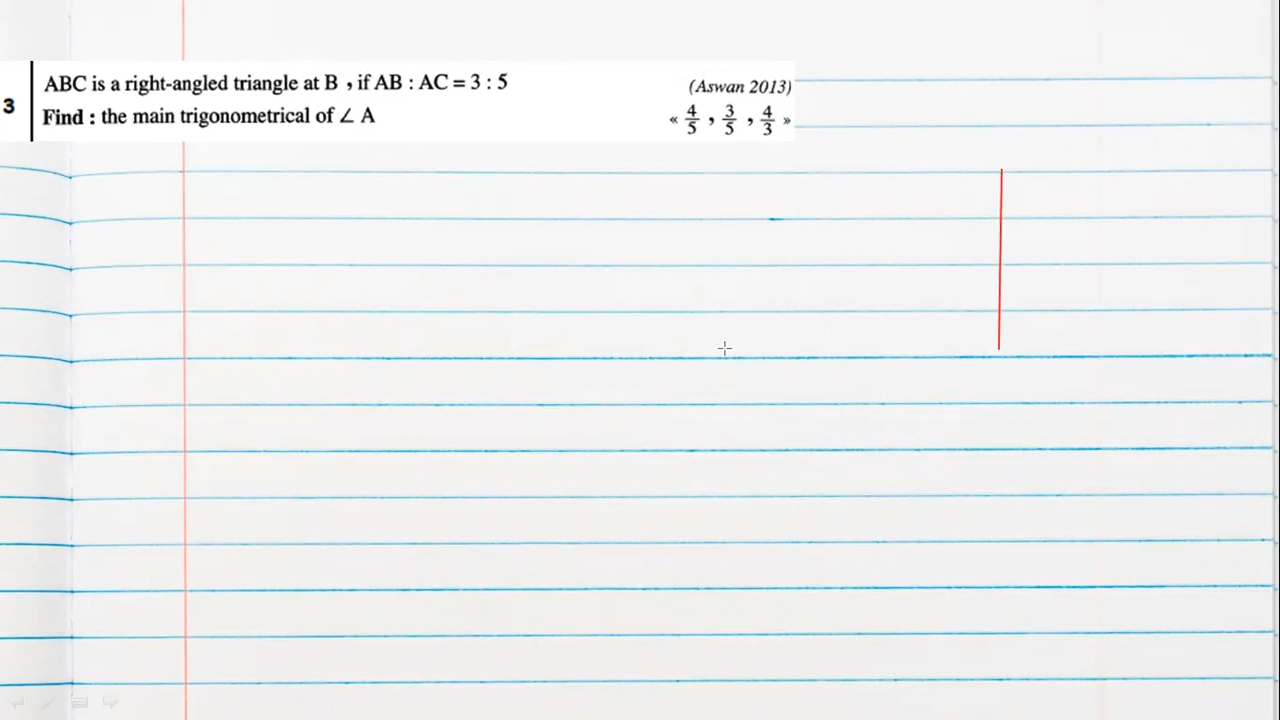 3
ABC is a right-angled triangle at B , if AB : AC = 3 : 5
(Aswan 2013)
Find : the main trigonometrical of ∠ A
« 4/5 , 3/5 , 4/3 »